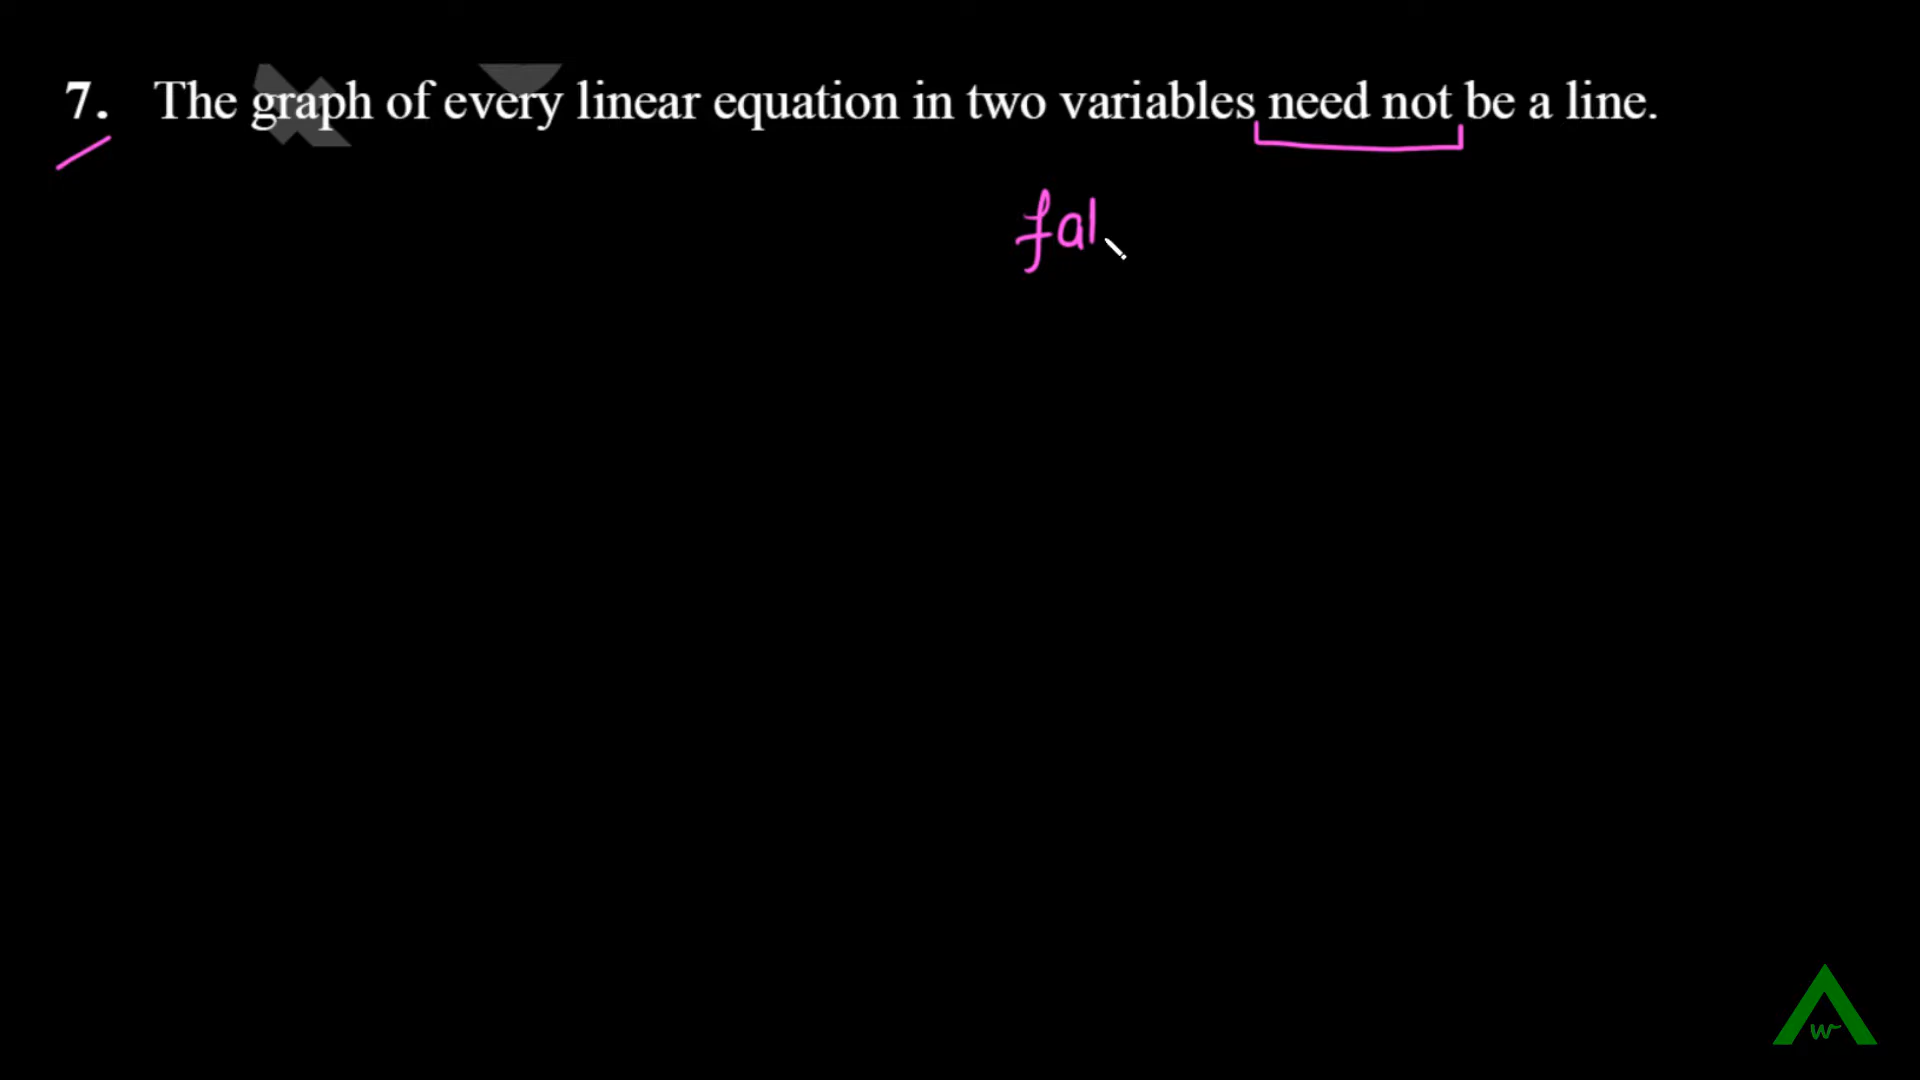 7. The graph of every linear equation in two variables need not be a line.
fal
w